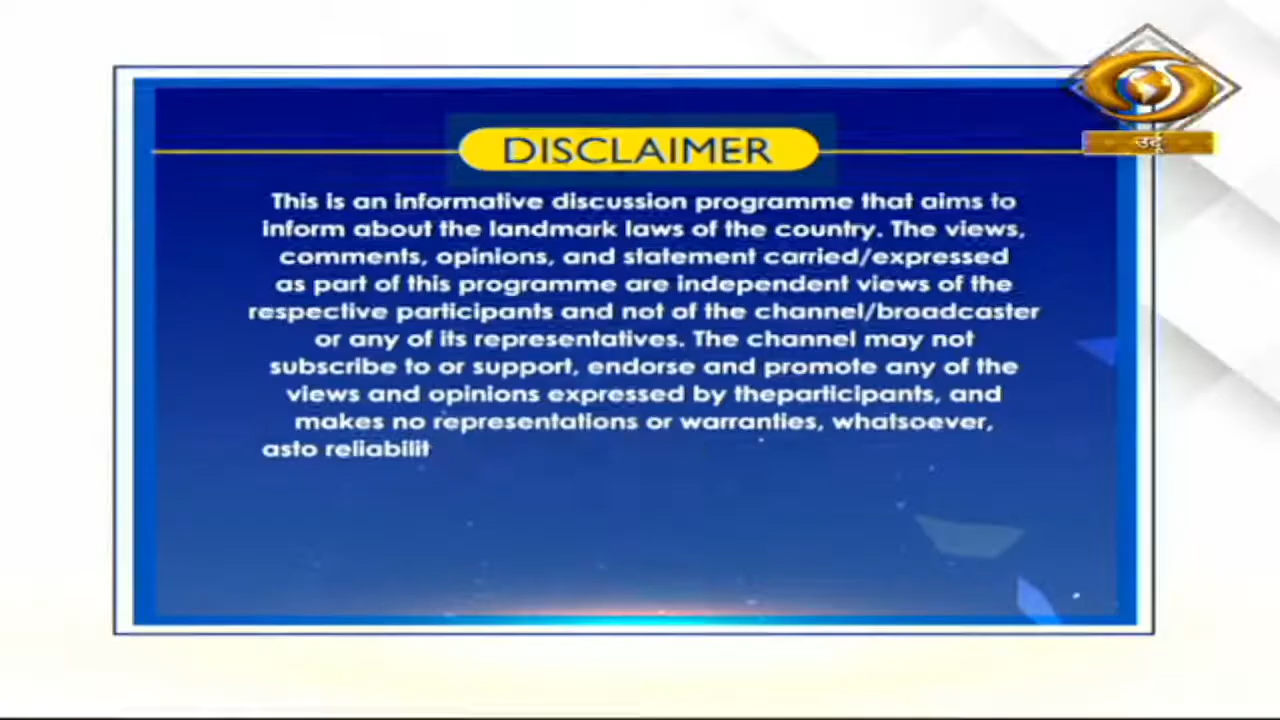 DISCLAIMER
उर्दू
This is an informative discussion programme that aims to
inform about the landmark laws of the country. The views,
comments, opinions, and statement carried/expressed
as part of this programme are independent views of the
respective participants and not of the channel/broadcaster
or any of its representatives. The channel may not
subscribe to or support, endorse and promote any of the
views and opinions expressed by theparticipants, and
makes no representations or warranties, whatsoever,
asto reliabilit